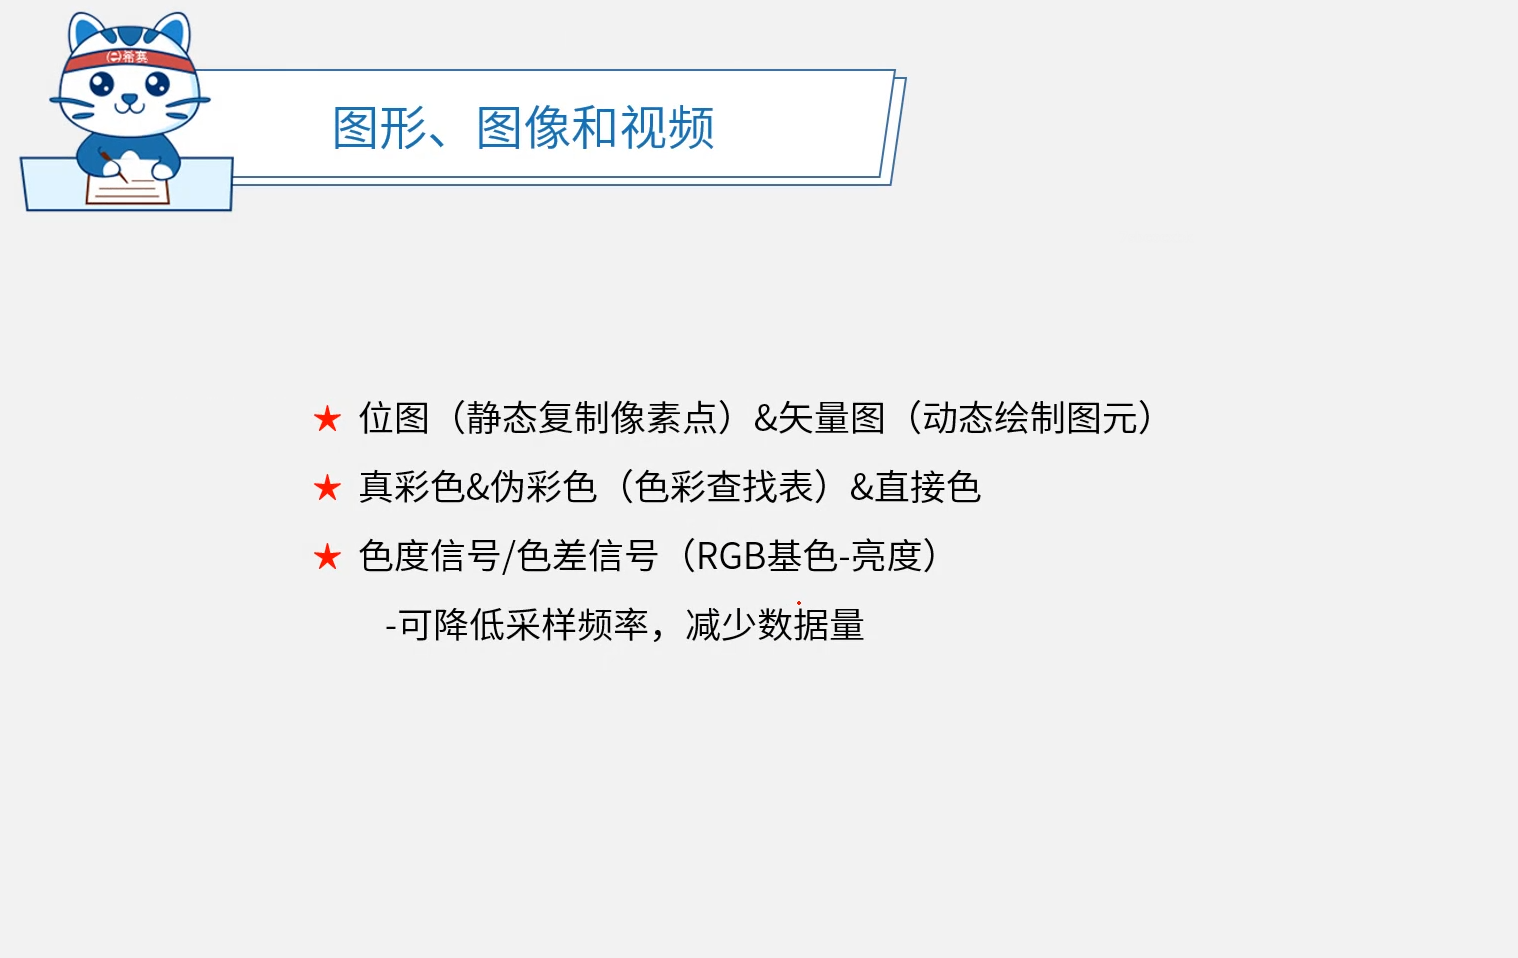 希赛
图形、图像和视频
★ 位图（静态复制像素点）&矢量图（动态绘制图元）
★ 真彩色&伪彩色（色彩查找表）&直接色
★ 色度信号/色差信号（RGB基色-亮度）
-可降低采样频率，减少数据量